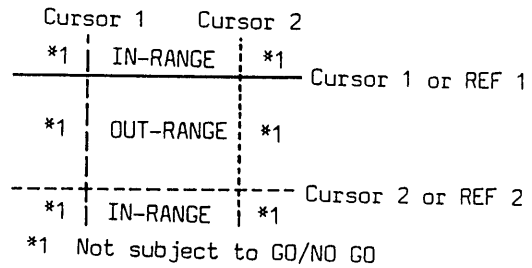 Cursor 1 Cursor 2
*1 IN-RANGE *1
Cursor 1 or REF 1
*1 OUT-RANGE *1
Cursor 2 or REF 2
*1 IN-RANGE *1
*1 Not subject to GO/NO GO